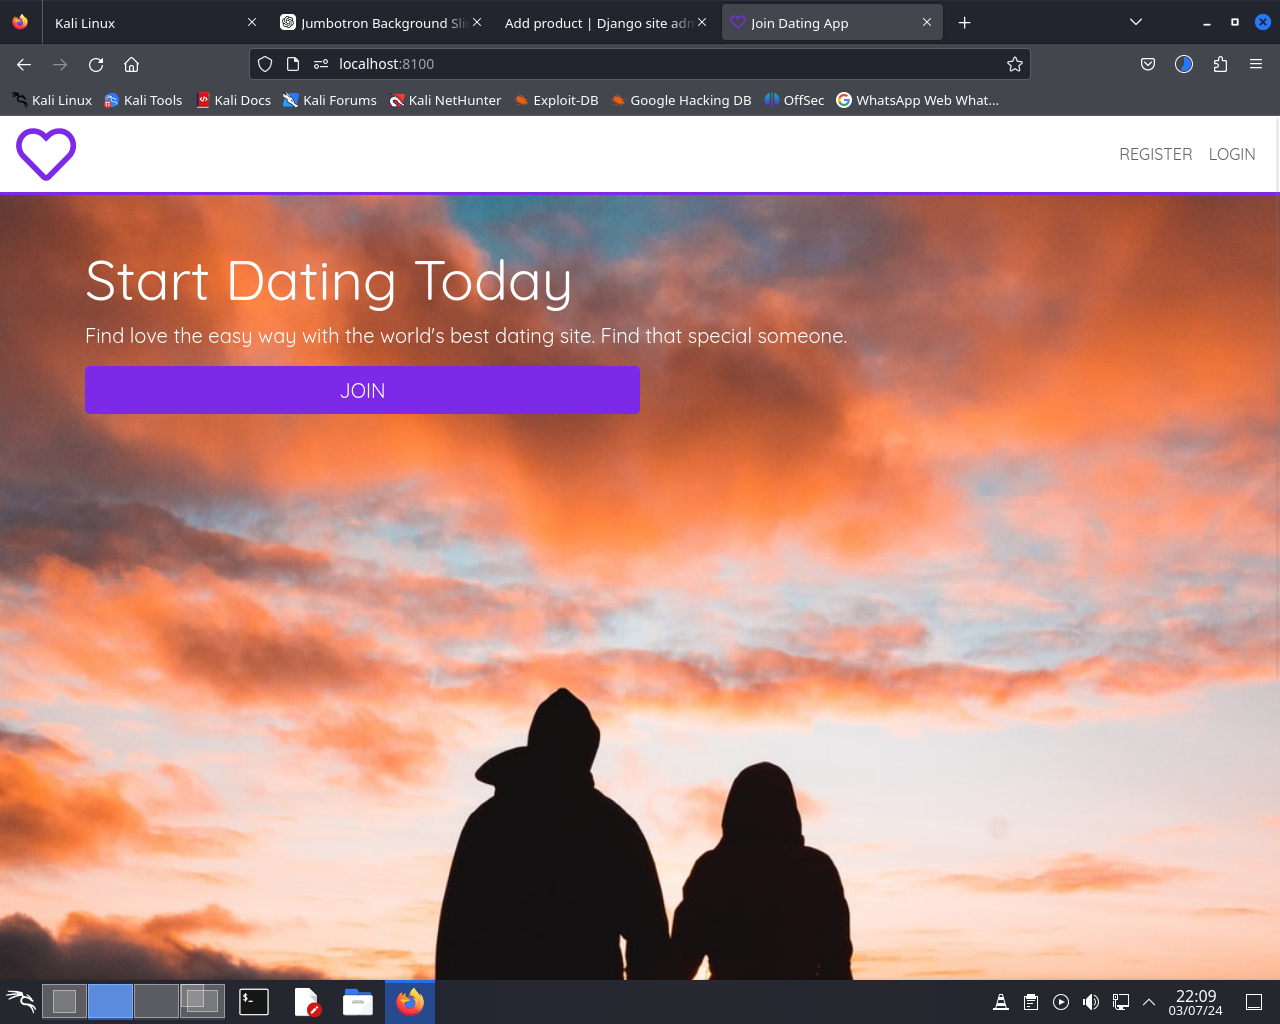 Kali Linux
Jumbotron Background Sli
Add product | Django site adm
Join Dating App
localhost:8100
Kali Linux
Kali Tools
Kali Docs
Kali Forums
Kali NetHunter
Exploit-DB
Google Hacking DB
OffSec
WhatsApp Web What…
REGISTER
LOGIN
Start Dating Today
Find love the easy way with the world's best dating site. Find that special someone.
JOIN
22:09
03/07/24